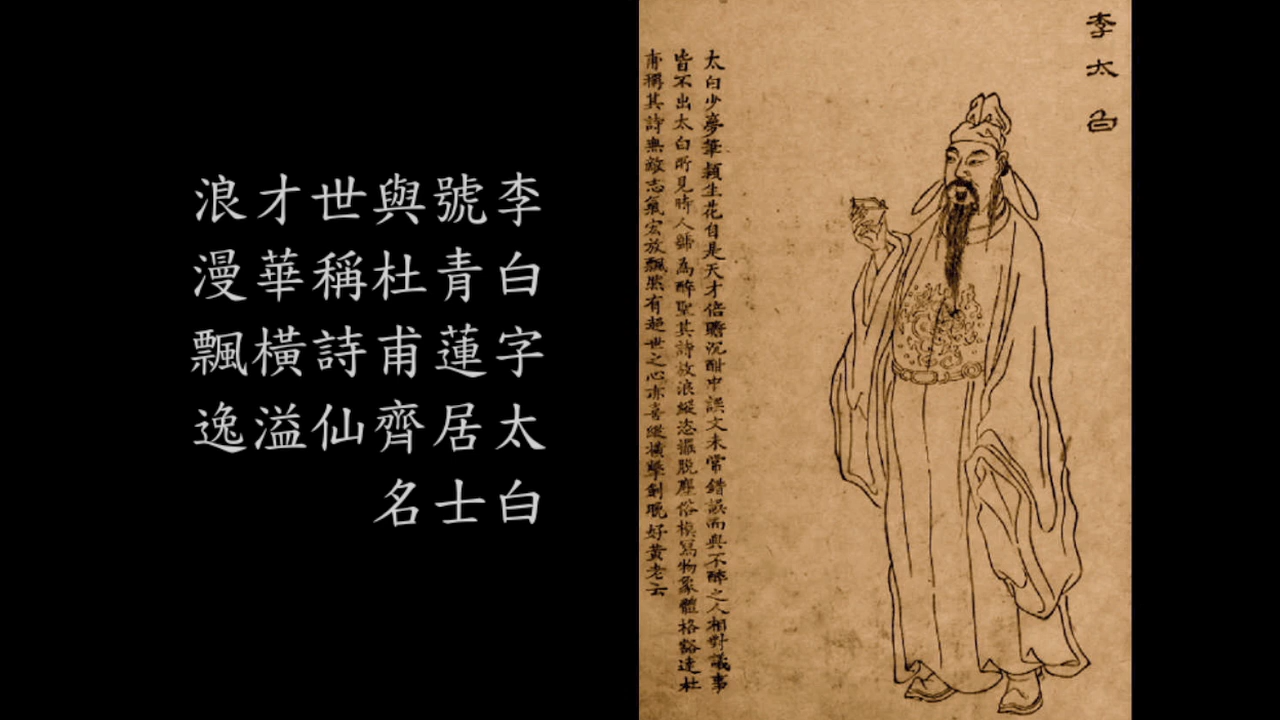 李白字太白
號青蓮居士
與杜甫齊名
世稱詩仙
才華橫溢
浪漫飄逸
李太白
太白少夢筆頭生花自是天才倍贍沉酣中譔文未常錯誤而與不醉之人相對議事
皆不出太白所見時人號為醉聖其詩放浪縱恣擺脫塵俗模寫物象體格豁達杜
甫稱其詩無敵志氣宏放飄然有超世之心亦喜縱橫擊劍晚好黃老云